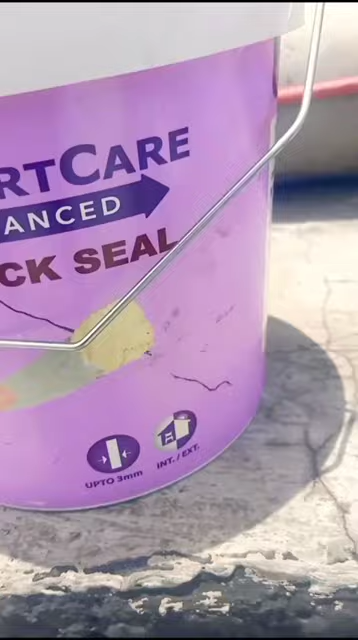 RTCARE
ANCED
CK SEAL
UPTO 3mm
INT. / EXT.